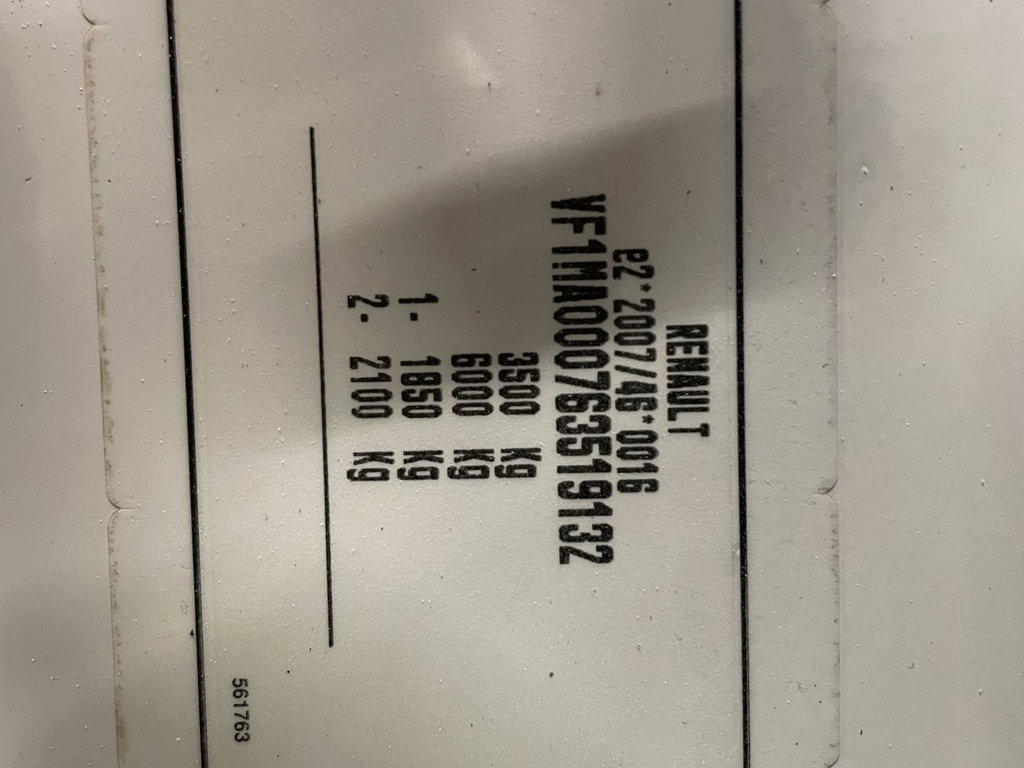 RENAULT
e2*2007//46*0016
VF1MA000763519132
3500 Kg
6000 Kg
1- 1850 Kg
2- 2100 Kg
561763